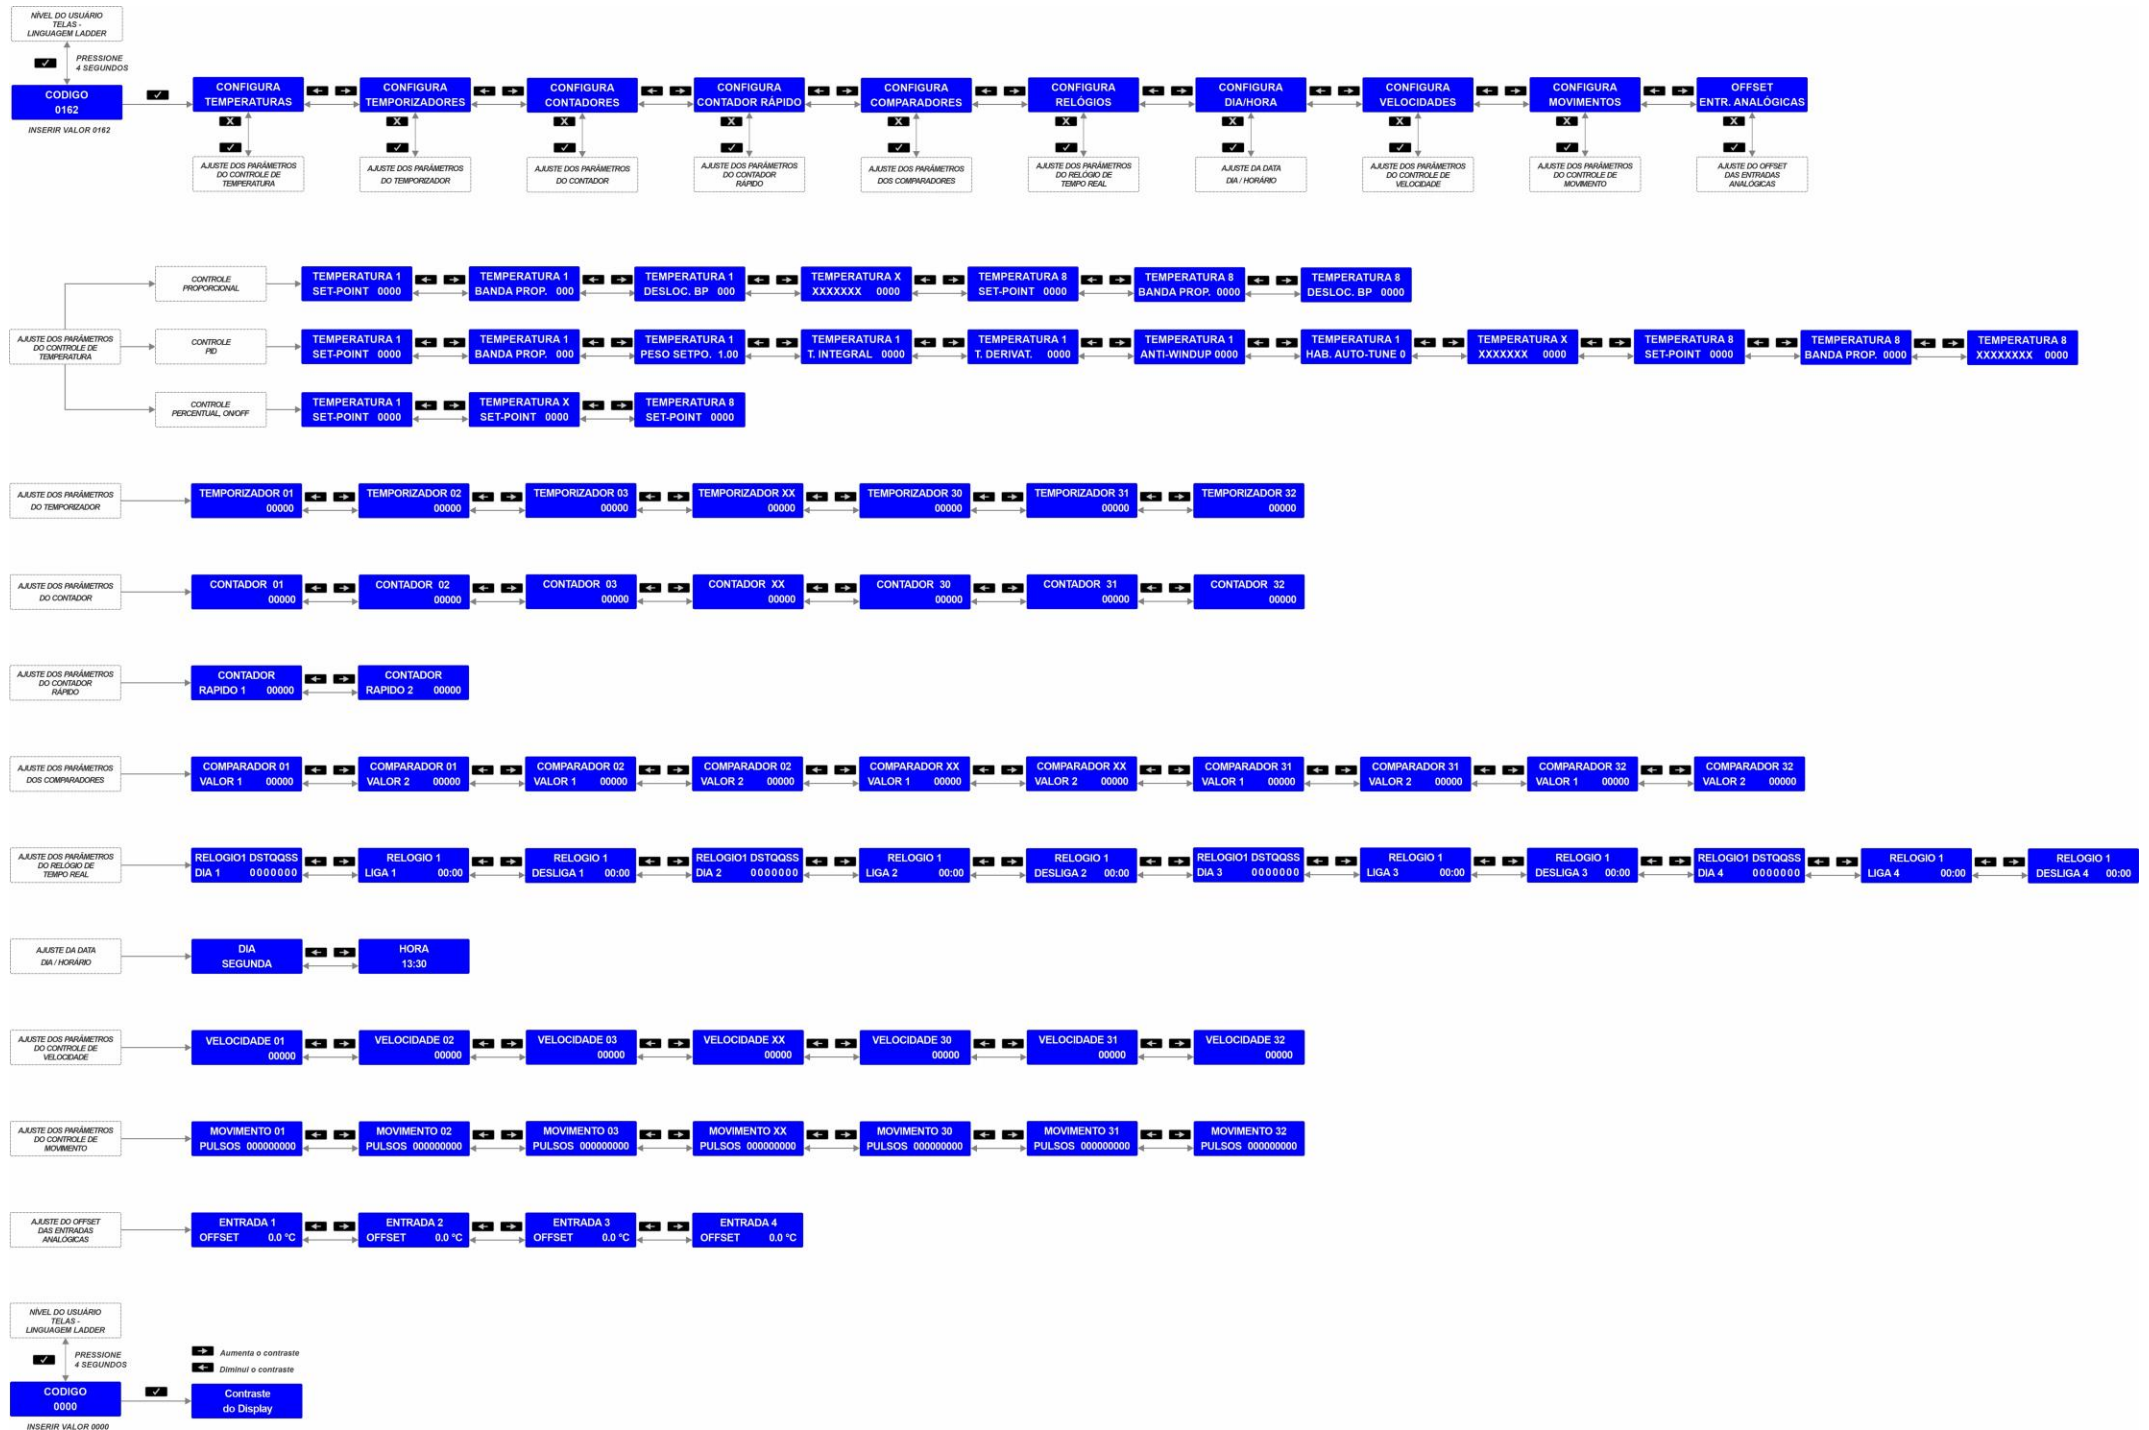 NÍVEL DO USUÁRIO
TELAS -
LINGUAGEM LADDER
PRESSIONE
4 SEGUNDOS
CODIGO
0162
INSERIR VALOR 0162
CONFIGURA
TEMPERATURAS
CONFIGURA
TEMPORIZADORES
CONFIGURA
CONTADORES
CONFIGURA
CONTADOR RÁPIDO
CONFIGURA
COMPARADORES
CONFIGURA
RELÓGIOS
CONFIGURA
DIA/HORA
CONFIGURA
VELOCIDADES
CONFIGURA
MOVIMENTOS
OFFSET
ENTR. ANALÓGICAS
AJUSTE DOS PARÂMETROS
DO CONTROLE DE
TEMPERATURA
AJUSTE DOS PARÂMETROS
DO TEMPORIZADOR
AJUSTE DOS PARÂMETROS
DO CONTADOR
AJUSTE DOS PARÂMETROS
DO CONTADOR
RÁPIDO
AJUSTE DOS PARÂMETROS
DOS COMPARADORES
AJUSTE DOS PARÂMETROS
DO RELÓGIO DE
TEMPO REAL
AJUSTE DA DATA
DIA / HORÁRIO
AJUSTE DOS PARÂMETROS
DO CONTROLE DE
VELOCIDADE
AJUSTE DOS PARÂMETROS
DO CONTROLE DE
MOVIMENTO
AJUSTE DO OFFSET
DAS ENTRADAS
ANALÓGICAS
AJUSTE DOS PARÂMETROS
DO CONTROLE DE
TEMPERATURA
CONTROLE
PROPORCIONAL
TEMPERATURA 1
SET-POINT 0000
TEMPERATURA 1
BANDA PROP. 000
TEMPERATURA 1
DESLOC. BP 000
TEMPERATURA X
XXXXXXX 0000
TEMPERATURA 8
SET-POINT 0000
TEMPERATURA 8
BANDA PROP. 0000
TEMPERATURA 8
DESLOC. BP 0000
CONTROLE
PID
TEMPERATURA 1
SET-POINT 0000
TEMPERATURA 1
BANDA PROP. 000
TEMPERATURA 1
PESO SETPO. 1.00
TEMPERATURA 1
T. INTEGRAL 0000
TEMPERATURA 1
T. DERIVAT. 0000
TEMPERATURA 1
ANTI-WINDUP 0000
TEMPERATURA 1
HAB. AUTO-TUNE 0
TEMPERATURA X
XXXXXXX 0000
TEMPERATURA 8
SET-POINT 0000
TEMPERATURA 8
BANDA PROP. 0000
TEMPERATURA 8
XXXXXXXX 0000
CONTROLE
PERCENTUAL, ON/OFF
TEMPERATURA 1
SET-POINT 0000
TEMPERATURA X
SET-POINT 0000
TEMPERATURA 8
SET-POINT 0000
AJUSTE DOS PARÂMETROS
DO TEMPORIZADOR
TEMPORIZADOR 01
00000
TEMPORIZADOR 02
00000
TEMPORIZADOR 03
00000
TEMPORIZADOR XX
00000
TEMPORIZADOR 30
00000
TEMPORIZADOR 31
00000
TEMPORIZADOR 32
00000
AJUSTE DOS PARÂMETROS
DO CONTADOR
CONTADOR 01
00000
CONTADOR 02
00000
CONTADOR 03
00000
CONTADOR XX
00000
CONTADOR 30
00000
CONTADOR 31
00000
CONTADOR 32
00000
AJUSTE DOS PARÂMETROS
DO CONTADOR
RÁPIDO
CONTADOR
RAPIDO 1 00000
CONTADOR
RAPIDO 2 00000
AJUSTE DOS PARÂMETROS
DOS COMPARADORES
COMPARADOR 01
VALOR 1 00000
COMPARADOR 01
VALOR 2 00000
COMPARADOR 02
VALOR 1 00000
COMPARADOR 02
VALOR 2 00000
COMPARADOR XX
VALOR 1 00000
COMPARADOR XX
VALOR 2 00000
COMPARADOR 31
VALOR 1 00000
COMPARADOR 31
VALOR 2 00000
COMPARADOR 32
VALOR 1 00000
COMPARADOR 32
VALOR 2 00000
AJUSTE DOS PARÂMETROS
DO RELÓGIO DE
TEMPO REAL
RELOGIO1 DSTQQSS
DIA 1 0000000
RELOGIO 1
LIGA 1 00:00
RELOGIO 1
DESLIGA 1 00:00
RELOGIO1 DSTQQSS
DIA 2 0000000
RELOGIO 1
LIGA 2 00:00
RELOGIO 1
DESLIGA 2 00:00
RELOGIO1 DSTQQSS
DIA 3 0000000
RELOGIO 1
LIGA 3 00:00
RELOGIO 1
DESLIGA 3 00:00
RELOGIO1 DSTQQSS
DIA 4 0000000
RELOGIO 1
LIGA 4 00:00
RELOGIO 1
DESLIGA 4 00:00
AJUSTE DA DATA
DIA / HORÁRIO
DIA
SEGUNDA
HORA
13:30
AJUSTE DOS PARÂMETROS
DO CONTROLE DE
VELOCIDADE
VELOCIDADE 01
00000
VELOCIDADE 02
00000
VELOCIDADE 03
00000
VELOCIDADE XX
00000
VELOCIDADE 30
00000
VELOCIDADE 31
00000
VELOCIDADE 32
00000
AJUSTE DOS PARÂMETROS
DO CONTROLE DE
MOVIMENTO
MOVIMENTO 01
PULSOS 000000000
MOVIMENTO 02
PULSOS 000000000
MOVIMENTO 03
PULSOS 000000000
MOVIMENTO XX
PULSOS 000000000
MOVIMENTO 30
PULSOS 000000000
MOVIMENTO 31
PULSOS 000000000
MOVIMENTO 32
PULSOS 000000000
AJUSTE DO OFFSET
DAS ENTRADAS
ANALÓGICAS
ENTRADA 1
OFFSET 0.0 °C
ENTRADA 2
OFFSET 0.0 °C
ENTRADA 3
OFFSET 0.0 °C
ENTRADA 4
OFFSET 0.0 °C
NÍVEL DO USUÁRIO
TELAS -
LINGUAGEM LADDER
PRESSIONE
4 SEGUNDOS
CODIGO
0000
INSERIR VALOR 0000
Aumenta o contraste
Diminui o contraste
Contraste
do Display